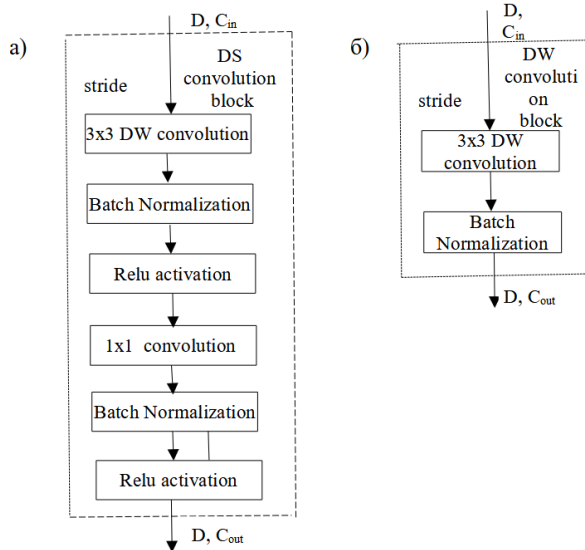 а)
D, Cin
DS
convolution
block
stride
3x3 DW convolution
Batch Normalization
Relu activation
1x1 convolution
Batch Normalization
Relu activation
D, Cout
б)
D,
Cin
DW
convoluti
on
block
stride
3x3 DW
convolution
Batch
Normalization
D, Cout